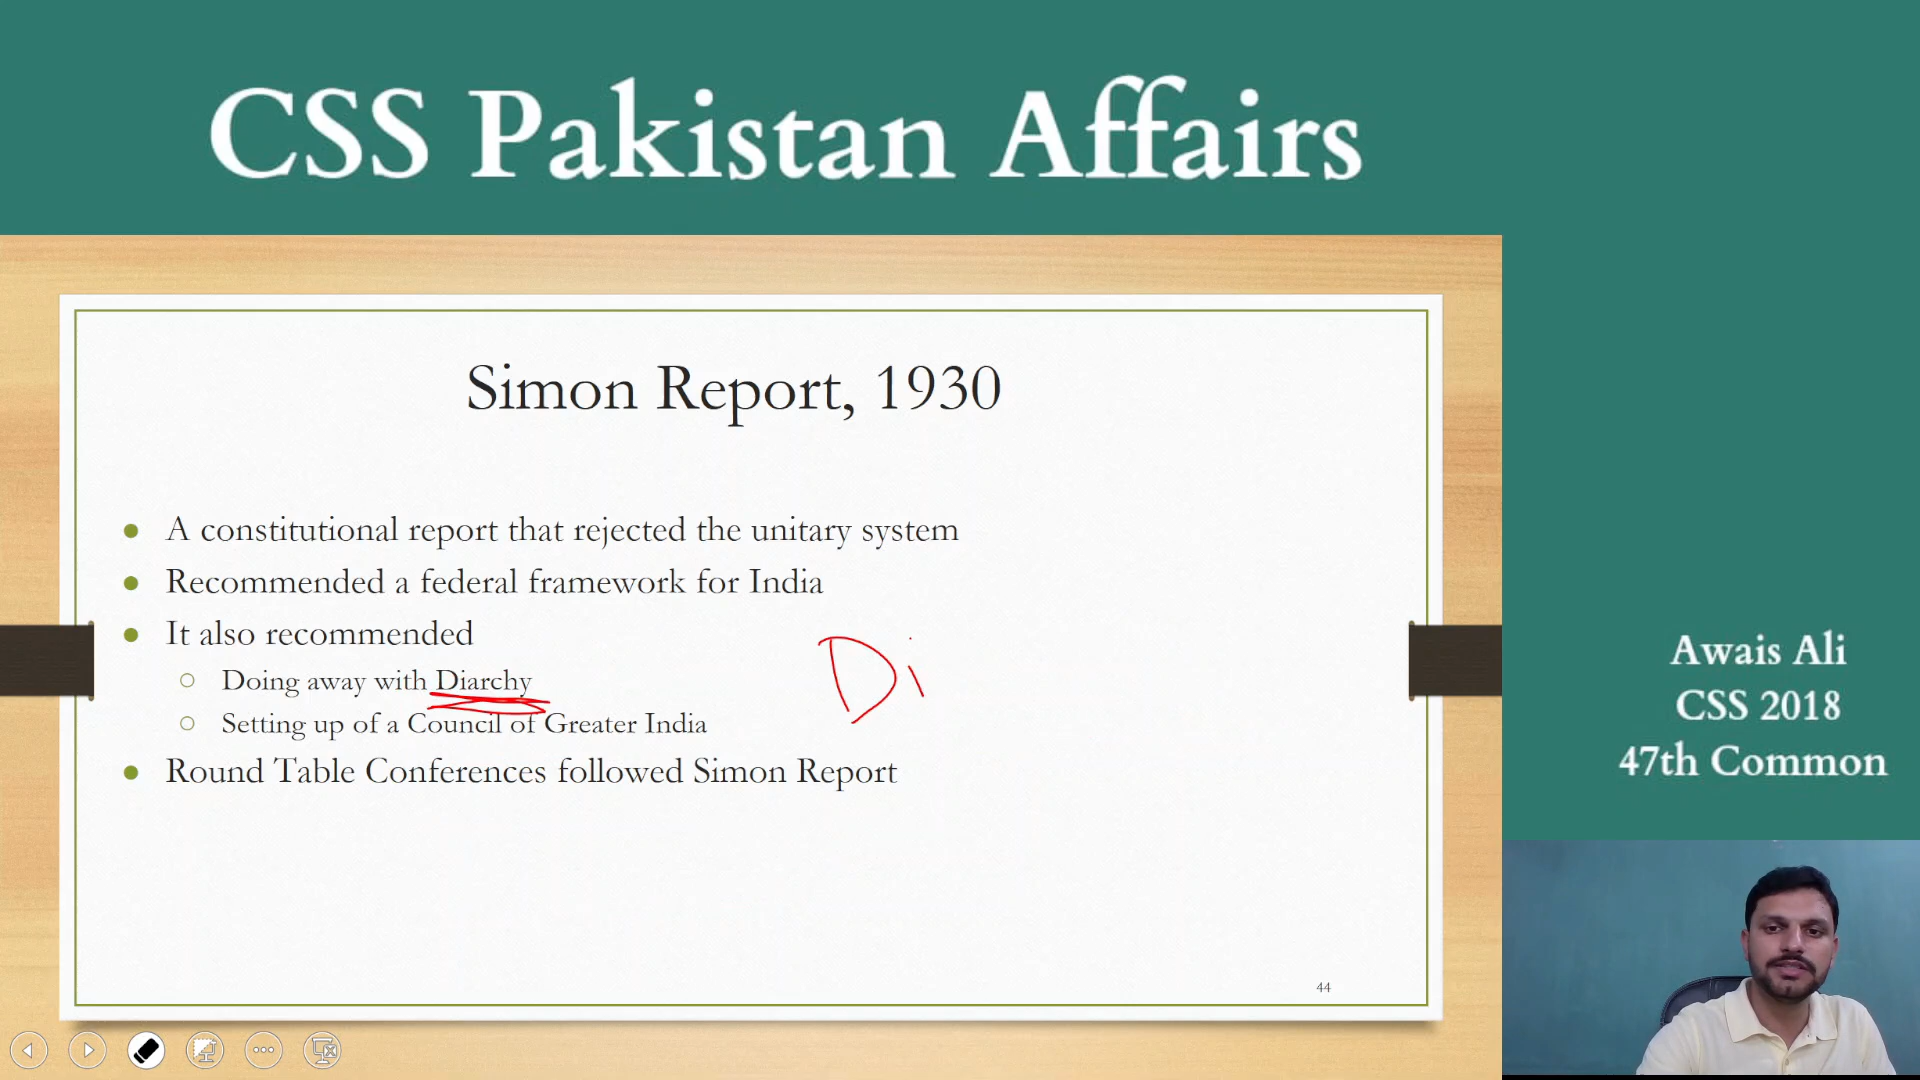 CSS Pakistan Affairs
Simon Report, 1930
A constitutional report that rejected the unitary system
Recommended a federal framework for India
It also recommended
Doing away with Diarchy
Di
Setting up of a Council of Greater India
Round Table Conferences followed Simon Report
44
Awais Ali
CSS 2018
47th Common